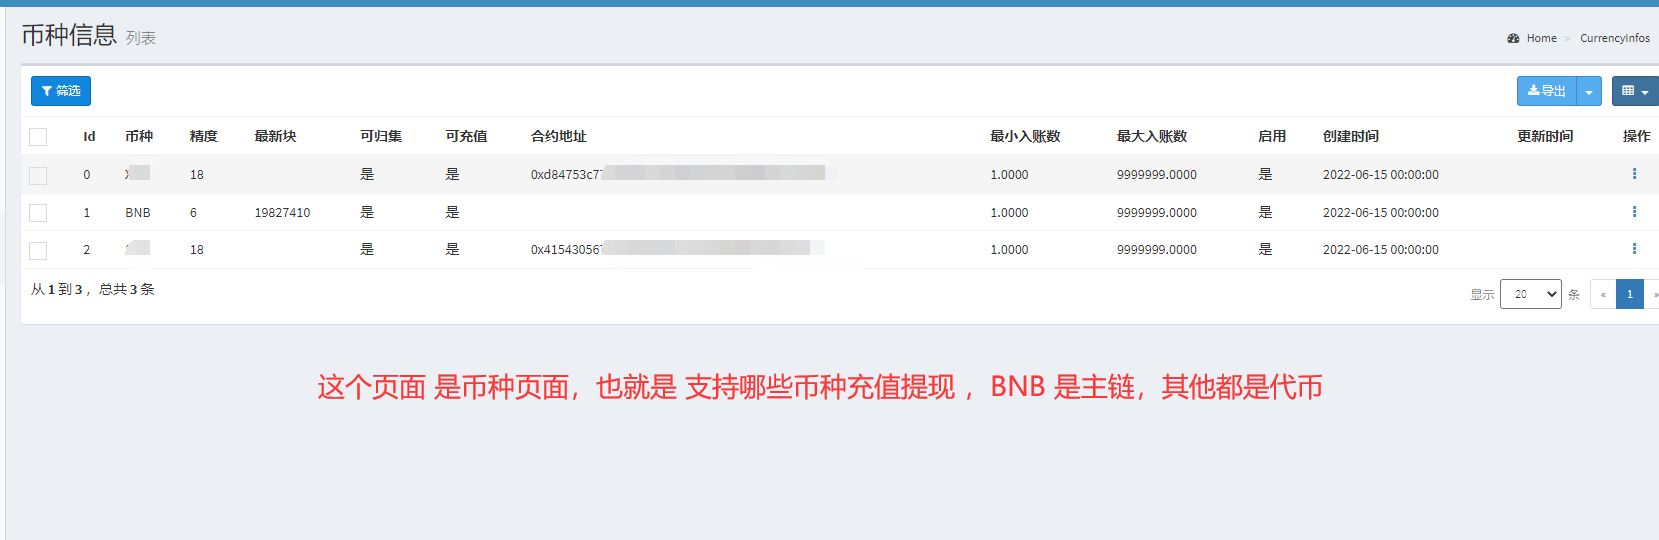 币种信息 列表
Home > CurrencyInfos
筛选 导出
Id 币种 精度 最新块 可归集 可充值 合约地址 最小入账数 最大入账数 启用 创建时间 更新时间 操作
0 18 是 是 0xd84753c7 1.0000 9999999.0000 是 2022-06-15 00:00:00
1 BNB 6 19827410 是 是 1.0000 9999999.0000 是 2022-06-15 00:00:00
2 18 是 是 0x41543056 1.0000 9999999.0000 是 2022-06-15 00:00:00
从 1 到 3 ，总共 3 条 显示 20 条 « 1 »
这个页面 是币种页面，也就是 支持哪些币种充值提现 ，BNB 是主链，其他都是代币